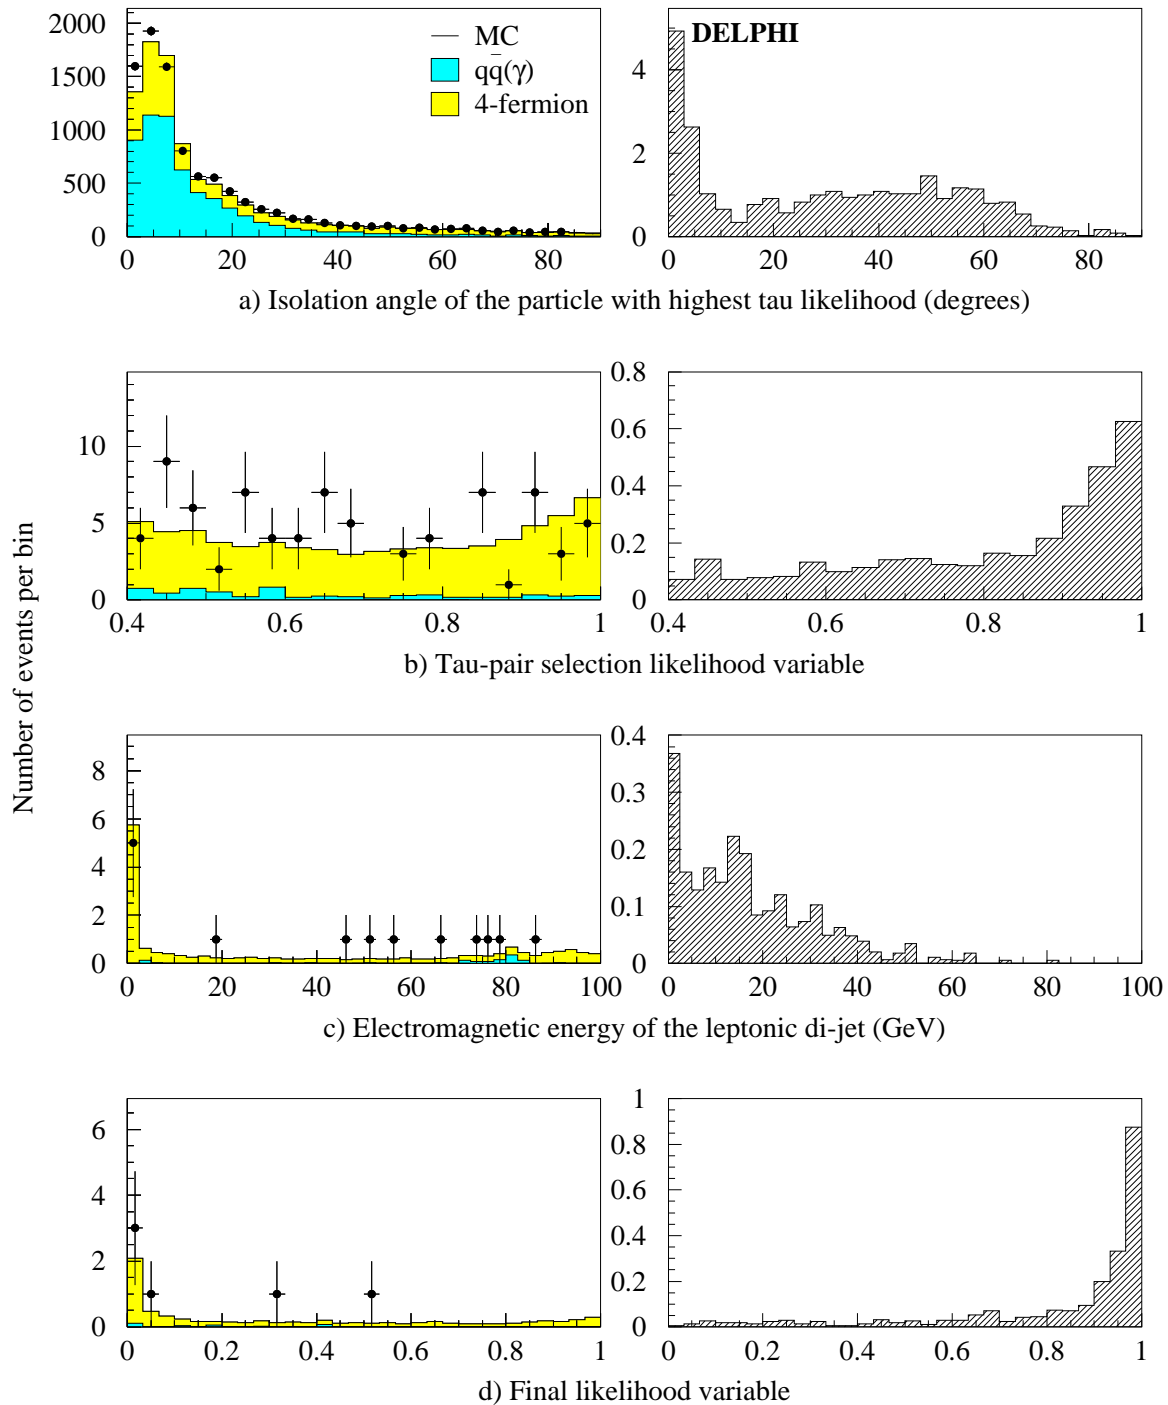 2000
1500
1000
500
0
0 20 40 60 80
MC
qq̄(γ)
4-fermion
DELPHI
4
2
0
0 20 40 60 80
a) Isolation angle of the particle with highest tau likelihood (degrees)
Number of events per bin
10
5
0
0.4 0.6 0.8 1
0.8
0.6
0.4
0.2
0
0.4 0.6 0.8 1
b) Tau-pair selection likelihood variable
8
6
4
2
0
0 20 40 60 80 100
0.4
0.3
0.2
0.1
0
0 20 40 60 80 100
c) Electromagnetic energy of the leptonic di-jet (GeV)
6
4
2
0
0 0.2 0.4 0.6 0.8 1
1
0.8
0.6
0.4
0.2
0
0 0.2 0.4 0.6 0.8 1
d) Final likelihood variable